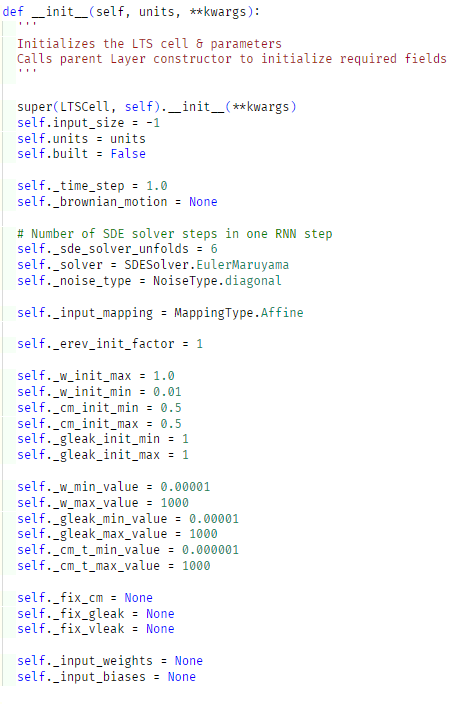 def __init__(self, units, **kwargs):
'''
Initializes the LTS cell & parameters
Calls parent Layer constructor to initialize required fields
'''
super(LTSCell, self).__init__(**kwargs)
self.input_size = -1
self.units = units
self.built = False
self._time_step = 1.0
self._brownian_motion = None
# Number of SDE solver steps in one RNN step
self._sde_solver_unfolds = 6
self._solver = SDESolver.EulerMaruyama
self._noise_type = NoiseType.diagonal
self._input_mapping = MappingType.Affine
self._erev_init_factor = 1
self._w_init_max = 1.0
self._w_init_min = 0.01
self._cm_init_min = 0.5
self._cm_init_max = 0.5
self._gleak_init_min = 1
self._gleak_init_max = 1
self._w_min_value = 0.00001
self._w_max_value = 1000
self._gleak_min_value = 0.00001
self._gleak_max_value = 1000
self._cm_t_min_value = 0.000001
self._cm_t_max_value = 1000
self._fix_cm = None
self._fix_gleak = None
self._fix_vleak = None
self._input_weights = None
self._input_biases = None